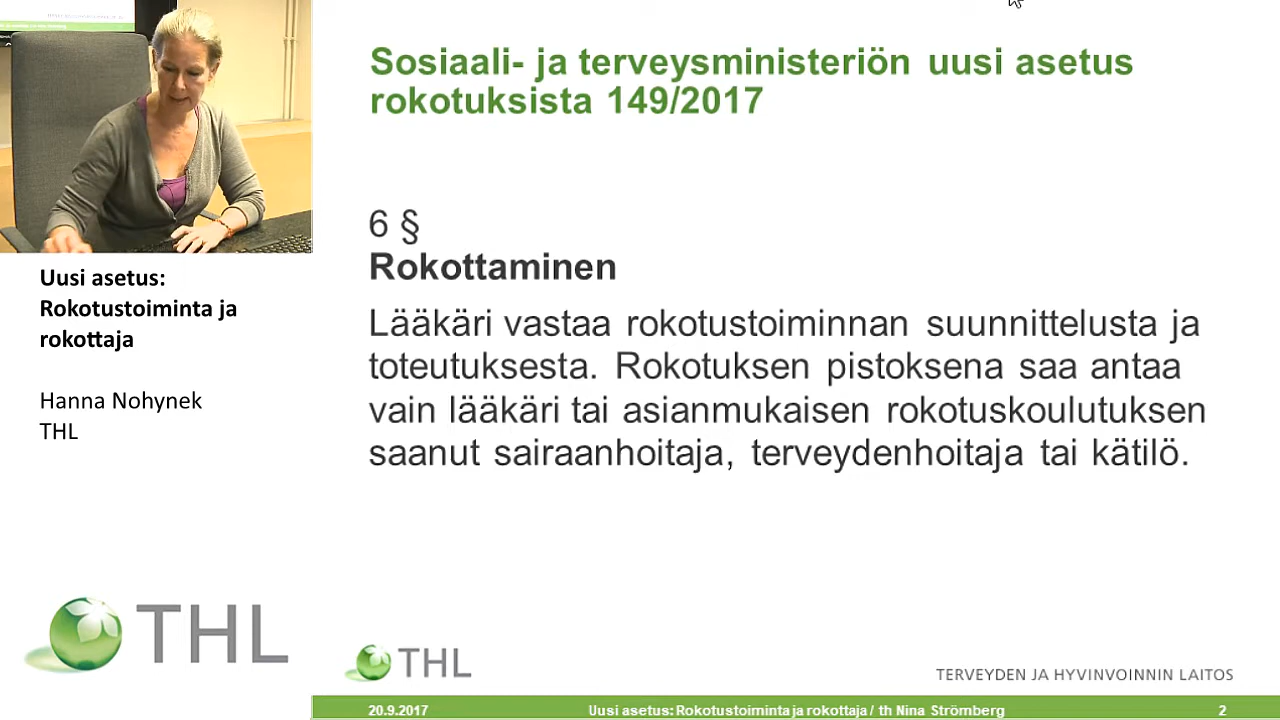 Sosiaali- ja terveysministeriön uusi asetus
rokotuksista 149/2017
6 §
Rokottaminen
Lääkäri vastaa rokotustoiminnan suunnittelusta ja
toteutuksesta. Rokotuksen pistoksena saa antaa
vain lääkäri tai asianmukaisen rokotuskoulutuksen
saanut sairaanhoitaja, terveydenhoitaja tai kätilö.
Uusi asetus:
Rokotustoiminta ja
rokottaja
Hanna Nohynek
THL
THL
THL
TERVEYDEN JA HYVINVOINNIN LAITOS
20.9.2017
Uusi asetus: Rokotustoiminta ja rokottaja / th Nina Strömberg
2